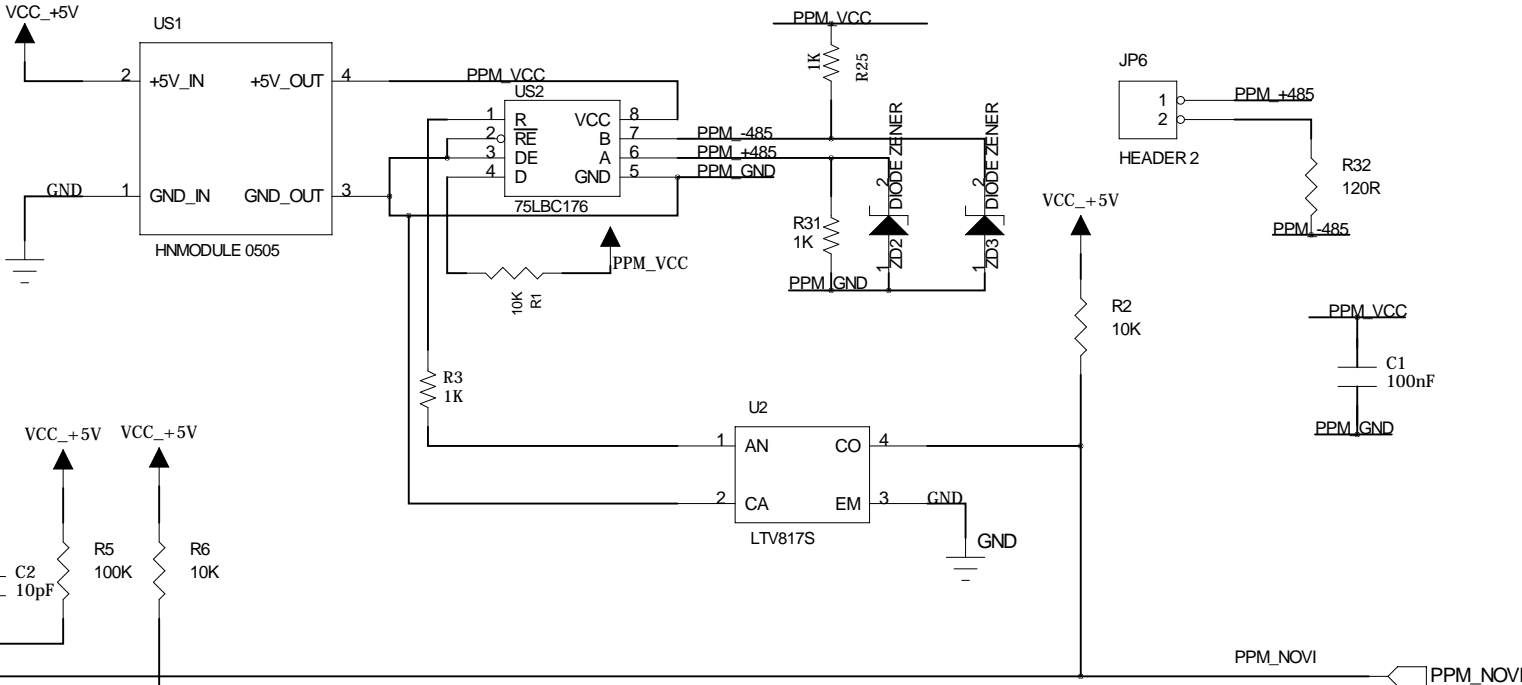 VCC_+5V
US1
2 +5V_IN +5V_OUT 4
GND 1 GND_IN GND_OUT 3
HNMODULE 0505
PPM_VCC
US2
1 R VCC 8
2 RE B 7
3 DE A 6
4 D GND 5
75LBC176
PPM_-485
PPM_+485
PPM_GND
PPM_VCC
10K
R1
PPM_VCC
1K
R25
R31
1K
PPM_GND
2 DIODE ZENER
1 ZD2
2 DIODE ZENER
1 ZD3
JP6
1 PPM_+485
2
HEADER 2
R32
120R
PPM_-485
VCC_+5V
R2
10K
PPM_VCC
C1
100nF
PPM_GND
R3
1K
U2
1 AN CO 4
2 CA EM 3 GND
LTV817S
GND
VCC_+5V
VCC_+5V
C2
10pF
R5
100K
R6
10K
PPM_NOVI
PPM_NOVI